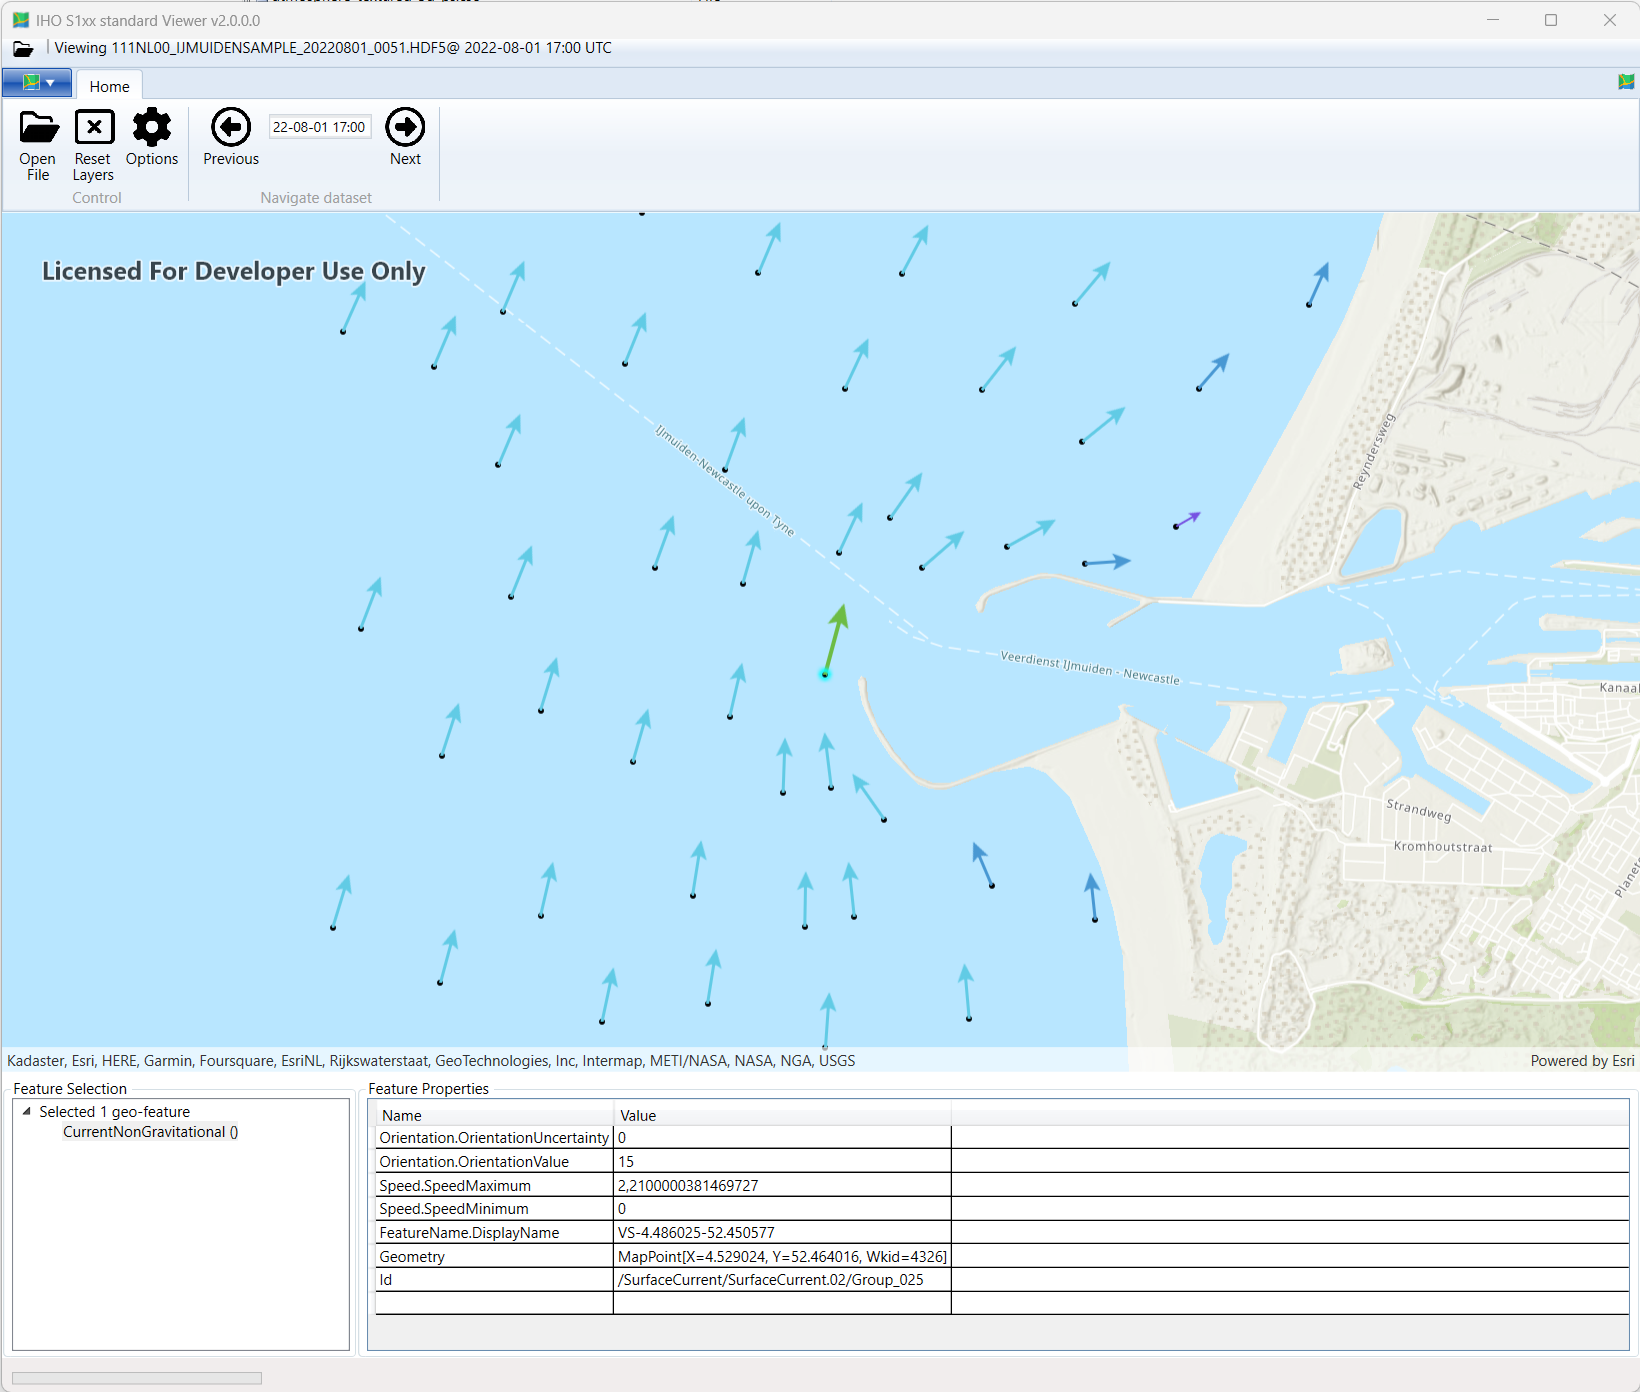 IHO S1xx standard Viewer v2.0.0.0
Viewing 111NL00_IJMUIDENSAMPLE_20220801_0051.HDF5@ 2022-08-01 17:00 UTC
Home
Open File
Reset Layers
Options
Control
Previous
22-08-01 17:00
Next
Navigate dataset
Licensed For Developer Use Only
IJmuiden-Newcastle upon Tyne
Reyndersweg
Veerdienst IJmuiden - Newcastle
Kanaal
Strandweg
Kromhoutstraat
Planet
Kadaster, Esri, HERE, Garmin, Foursquare, EsriNL, Rijkswaterstaat, GeoTechnologies, Inc, Intermap, METI/NASA, NASA, NGA, USGS
Powered by Esri
Feature Selection
Selected 1 geo-feature
CurrentNonGravitational ()
Feature Properties
Name Value
Orientation.OrientationUncertainty 0
Orientation.OrientationValue 15
Speed.SpeedMaximum 2,2100000381469727
Speed.SpeedMinimum 0
FeatureName.DisplayName VS-4.486025-52.450577
Geometry MapPoint[X=4.529024, Y=52.464016, Wkid=4326]
Id /SurfaceCurrent/SurfaceCurrent.02/Group_025